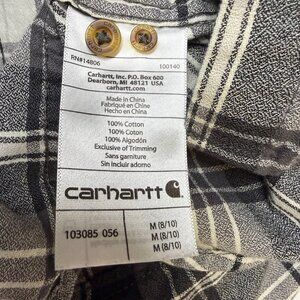 RN#14806 100140
Carhartt, Inc. P.O. Box 600
Dearborn, MI 48121 USA
carhartt.com
Made in China
Fabriqué en Chine
Hecho en China
100% Cotton
100% Coton
100% Algodón
Exclusive of Trimming
Sans garniture
Sin incluir adorno
carhartt
103085 056
M (8/10)
M (8/10)
M (8/10)